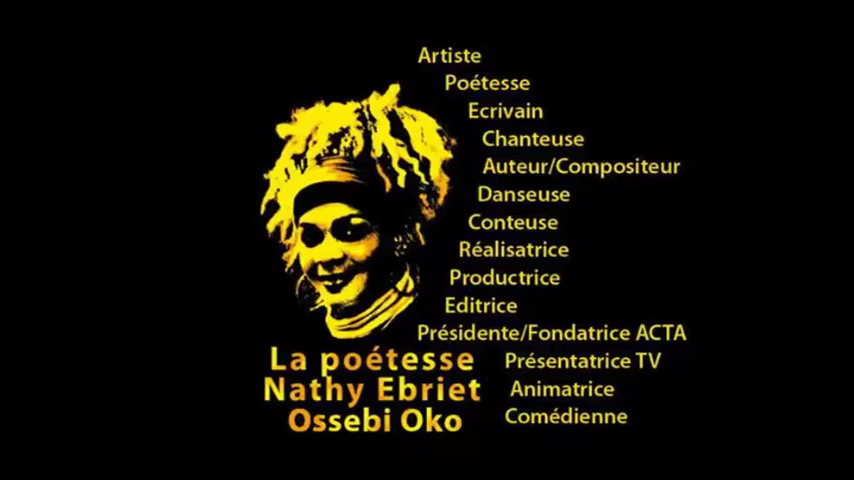 Artiste
Poétesse
Ecrivain
Chanteuse
Auteur/Compositeur
Danseuse
Conteuse
Réalisatrice
Productrice
Editrice
Présidente/Fondatrice ACTA
Présentatrice TV
Animatrice
Comédienne
La poétesse
Nathy Ebriet
Ossebi Oko